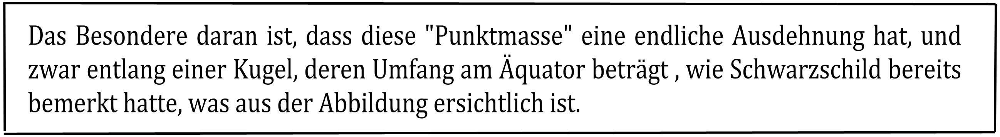 Das Besondere daran ist, dass diese "Punktmasse" eine endliche Ausdehnung hat, und
zwar entlang einer Kugel, deren Umfang am Äquator beträgt , wie Schwarzschild bereits
bemerkt hatte, was aus der Abbildung ersichtlich ist.